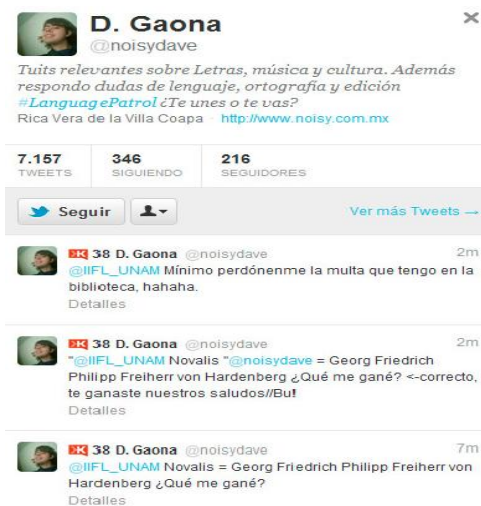 D. Gaona
@noisydave
Tuits relevantes sobre Letras, música y cultura. Además
respondo dudas de lenguaje, ortografía y edición
#LanguagePatrol ¿Te unes o te vas?
Rica Vera de la Villa Coapa · http://www.noisy.com.mx
7.157 346 216
TWEETS SIGUIENDO SEGUIDORES
Seguir Ver más Tweets →
38 D. Gaona @noisydave 2m
@IIFL_UNAM Mínimo perdónenme la multa que tengo en la
biblioteca, hahaha.
Detalles
38 D. Gaona @noisydave 2m
"@IIFL_UNAM Novalis "@noisydave = Georg Friedrich
Philipp Freiherr von Hardenberg ¿Qué me gané? <-correcto,
te ganaste nuestros saludos//Bu!
Detalles
38 D. Gaona @noisydave 7m
@IIFL_UNAM Novalis = Georg Friedrich Philipp Freiherr von
Hardenberg ¿Qué me gané?
Detalles